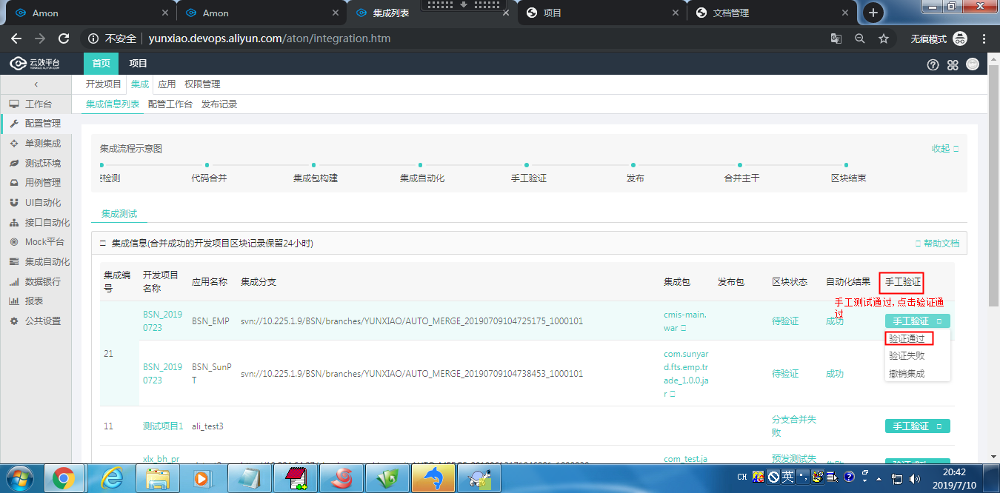 Amon
Amon
集成列表
项目
文档管理
不安全
yunxiao.devops.aliyun.com/aton/integration.htm
无痕模式
云效平台
首页
项目
开发项目
集成
应用
权限管理
工作台
集成信息列表
配管工作台
发布记录
配置管理
单测集成
测试环境
用例管理
UI自动化
接口自动化
Mock平台
集成自动化
数据银行
报表
公共设置
集成流程示意图
收起
检测
代码合并
集成包构建
集成自动化
手工验证
发布
合并主干
区块结束
集成测试
集成信息(合并成功的开发项目区块记录保留24小时)
帮助文档
集成编
号
开发项目
名称
应用名称
集成分支
集成包
发布包
区块状态
自动化结果
手工验证
手工测试通过,点击验证通
过
21
BSN_2019
0723
BSN_EMP
svn://10.225.1.9/BSN/branches/YUNXIAO/AUTO_MERGE_20190709104725175_1000101
cmis-main.
war
待验证
成功
手工验证
验证通过
验证失败
撤销集成
BSN_2019
0723
BSN_SunP
T
svn://10.225.1.9/BSN/branches/YUNXIAO/AUTO_MERGE_20190709104738453_1000101
com.sunyar
d.fts.emp.tr
ade_1.0.0.ja
r
待验证
成功
11
测试项目1
ali_test3
分支合并失
败
手工验证
xlx_bh_pr
com_test.ja
预发测试失
CH
英
20:42
2019/7/10